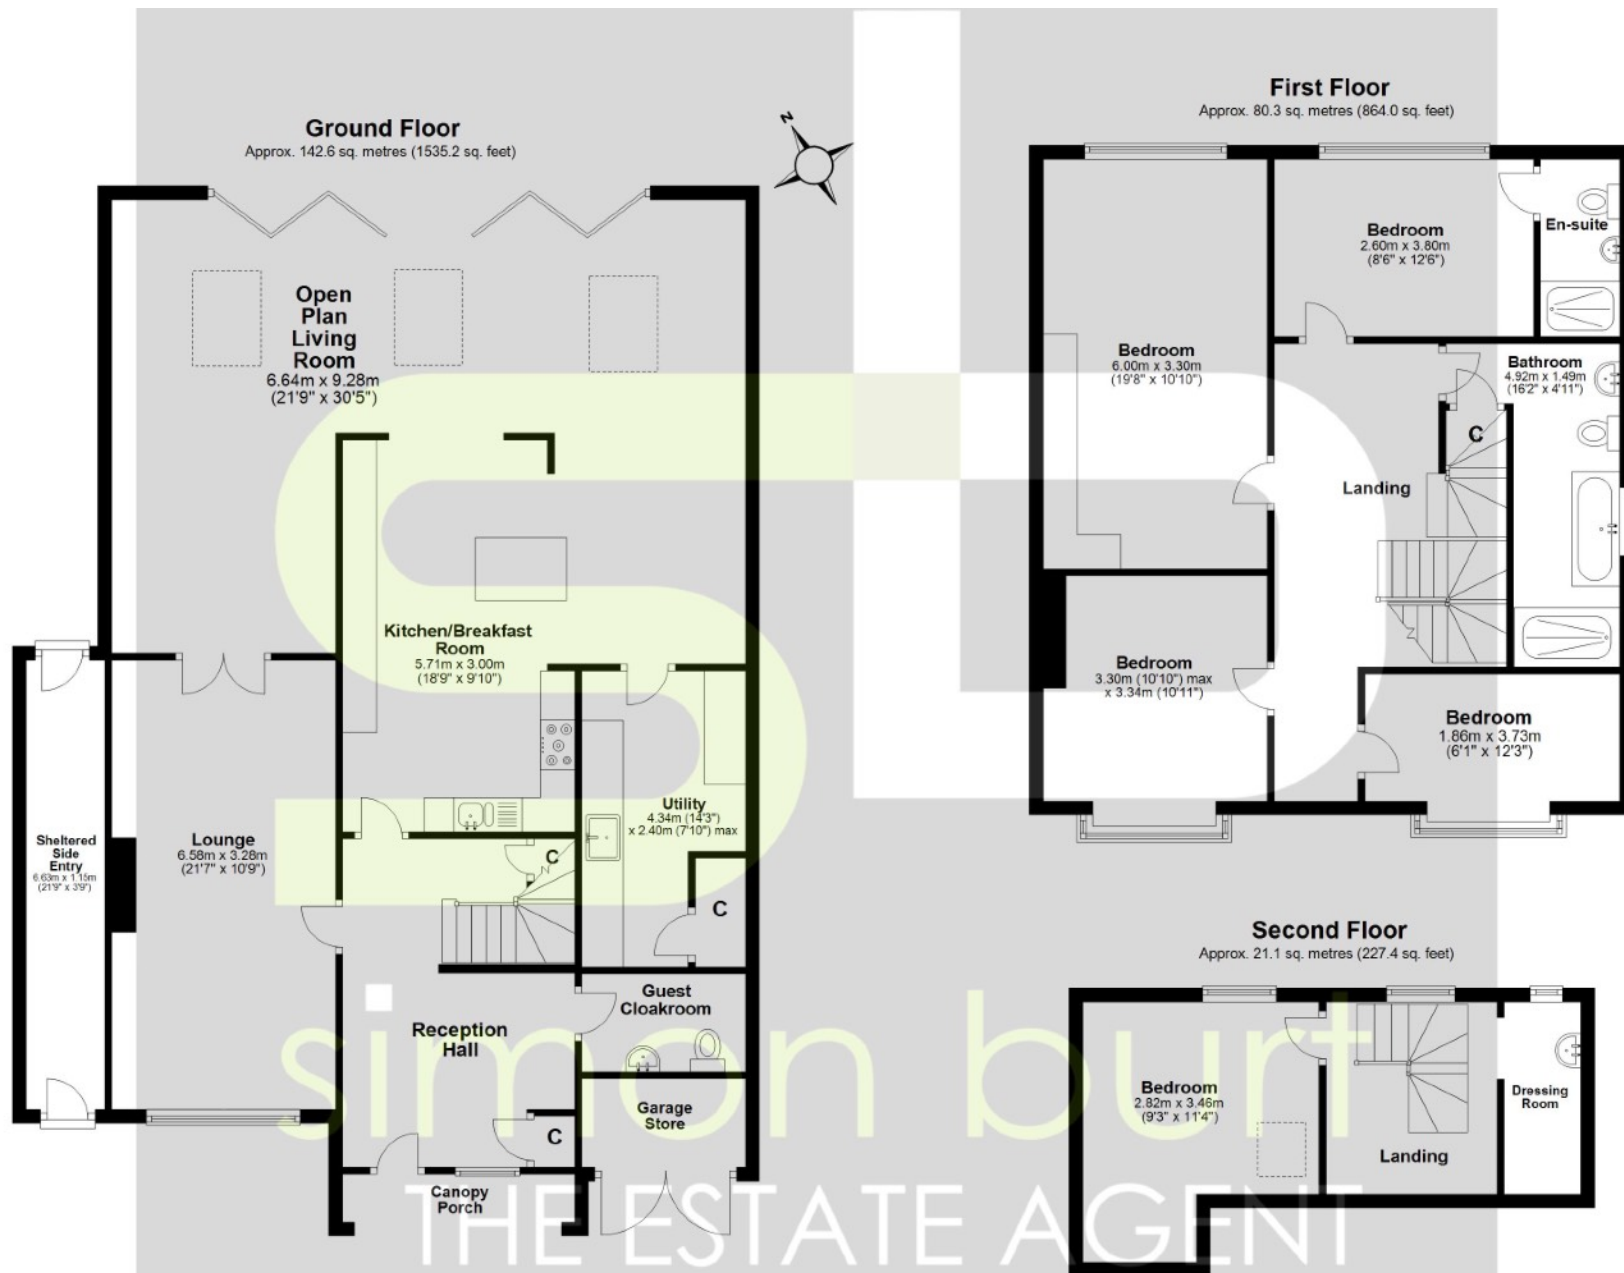 Ground Floor
Approx. 142.6 sq. metres (1535.2 sq. feet)
N
Open
Plan
Living
Room
6.64m x 9.28m
(21'9" x 30'5")
Kitchen/Breakfast
Room
5.71m x 3.00m
(18'9" x 9'10")
Sheltered
Side
Entry
6.63m x 1.15m
(21'9" x 3'9")
Lounge
6.58m x 3.28m
(21'7" x 10'9")
Utility
4.34m (14'3")
x 2.40m (7'10") max
C
C
Guest
Cloakroom
Reception
Hall
Garage
Store
C
Canopy
Porch
First Floor
Approx. 80.3 sq. metres (864.0 sq. feet)
Bedroom
6.00m x 3.30m
(19'8" x 10'10")
Bedroom
2.60m x 3.80m
(8'6" x 12'6")
En-suite
Bathroom
4.92m x 1.49m
(16'2" x 4'11")
C
Landing
Bedroom
3.30m (10'10") max
x 3.34m (10'11")
Bedroom
1.86m x 3.73m
(6'1" x 12'3")
Second Floor
Approx. 21.1 sq. metres (227.4 sq. feet)
Bedroom
2.82m x 3.46m
(9'3" x 11'4")
Landing
Dressing
Room
simon burt
THE ESTATE AGENT